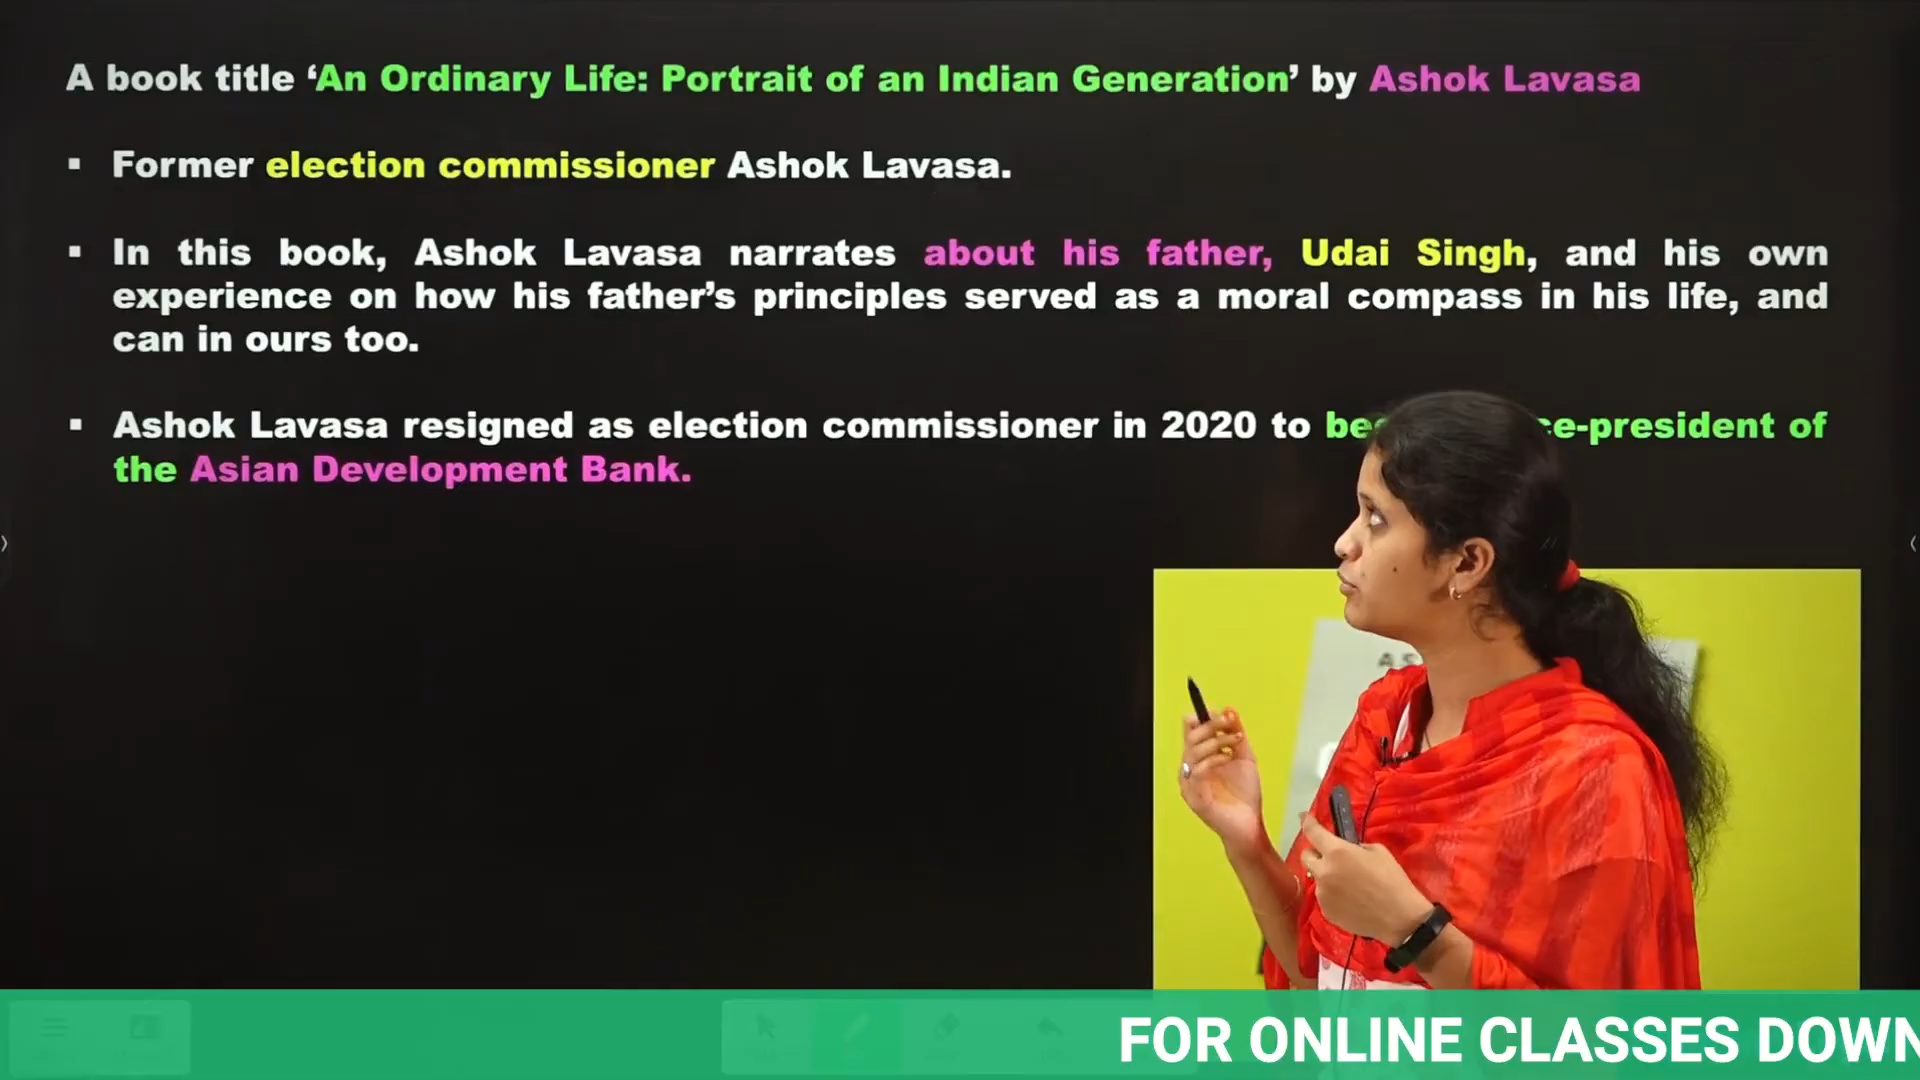 A book title ‘An Ordinary Life: Portrait of an Indian Generation’ by Ashok Lavasa
▪ Former election commissioner Ashok Lavasa.
▪ In this book, Ashok Lavasa narrates about his father, Udai Singh, and his own
experience on how his father’s principles served as a moral compass in his life, and
can in ours too.
▪ Ashok Lavasa resigned as election commissioner in 2020 to of
the Asian Development Bank.
FOR ONLINE CLASSES